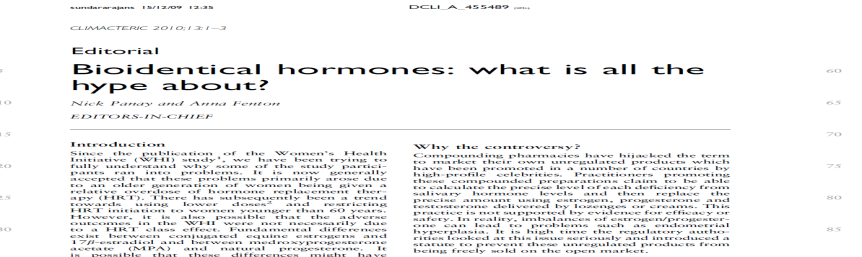 sundararajans 15/12/09 12:35
DCLI_A_455489
CLIMACTERIC 2010;13:1–3
Editorial
Bioidentical hormones: what is all the
hype about?
Nick Panay and Anna Fenton
EDITORS-IN-CHIEF
Introduction
Since the publication of the Women's Health
Initiative (WHI) study1, we have been trying to
fully understand why some of the study partici-
pants ran into problems. It is now generally
accepted that these problems primarily arose due
to an older generation of women being given a
relative overdose of hormone replacement ther-
apy (HRT). There has subsequently been a trend
towards using lower doses and restricting
HRT initiation to women younger than 60 years.
However, it is also possible that the adverse
outcomes in the WHI were not necessarily due
to a HRT class effect. Fundamental differences
exist between conjugated equine estrogens and
17β-estradiol and between medroxyprogesterone
acetate (MPA) and natural progesterone. It
is possible that these differences might have
Why the controversy?
Compounding pharmacies have hijacked the term
to market their own unregulated products which
have been promoted in a number of countries by
high-profile celebrities. Practitioners promoting
these compounded preparations claim to be able
to calculate the precise level of each deficiency from
salivary hormone levels and then replace the
precise amount using estrogen, progesterone and
testosterone delivered by lozenges or creams. This
practice is not supported by evidence for efficacy or
safety. In reality, imbalances of estrogen/progester-
one can lead to problems such as endometrial
hyperplasia. It is high time the regulatory autho-
rities looked at this issue seriously and introduced a
statute to prevent these unregulated products from
being freely sold on the open market.
10
15
20
25
30
60
65
70
75
80
85